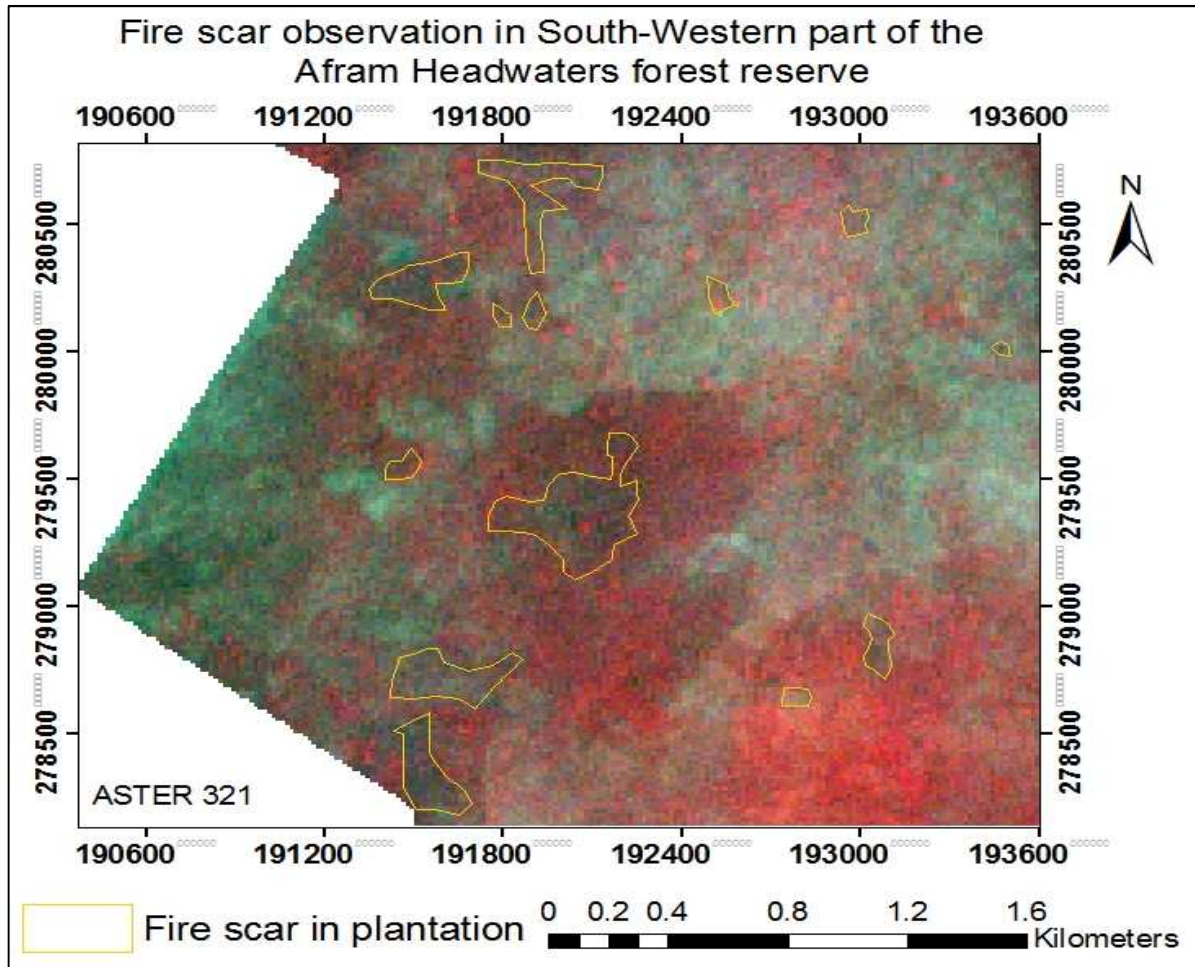 Fire scar observation in South-Western part of the
Afram Headwaters forest reserve
190600 191200 191800 192400 193000 193600
N
280500 280500
280000 280000
279500 279500
279000 279000
278500 278500
ASTER 321
190600 191200 191800 192400 193000 193600
Fire scar in plantation
0 0.2 0.4 0.8 1.2 1.6
Kilometers